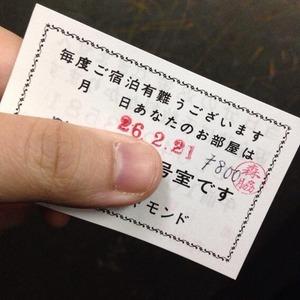 毎度ご宿泊有難うございます
月 日あなたのお部屋は
26.2.21 7800
号室です
モンド